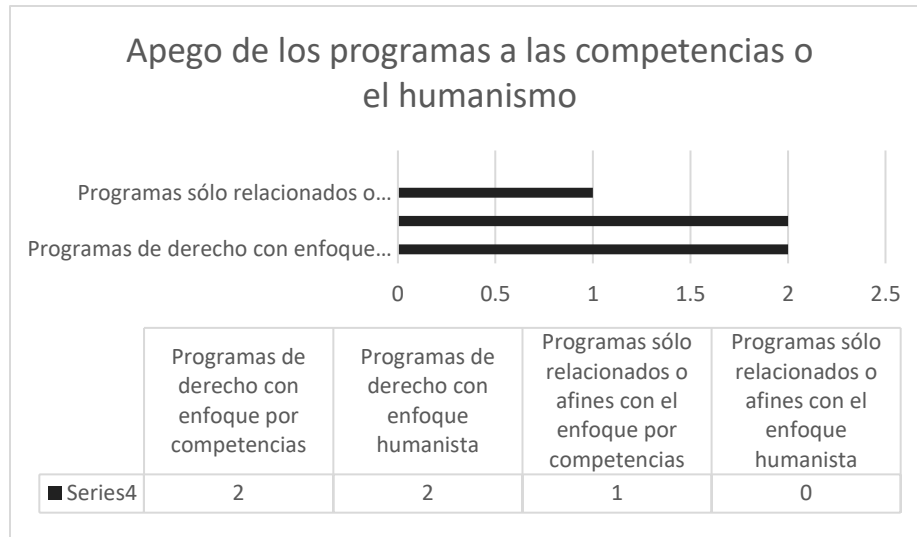 Apego de los programas a las competencias o
el humanismo
Programas sólo relacionados o...
Programas de derecho con enfoque...
0 0.5 1 1.5 2 2.5
Programas de
derecho con
enfoque por
competencias
Programas de
derecho con
enfoque
humanista
Programas sólo
relacionados o
afines con el
enfoque por
competencias
Programas sólo
relacionados o
afines con el
enfoque
humanista
Series4 2 2 1 0